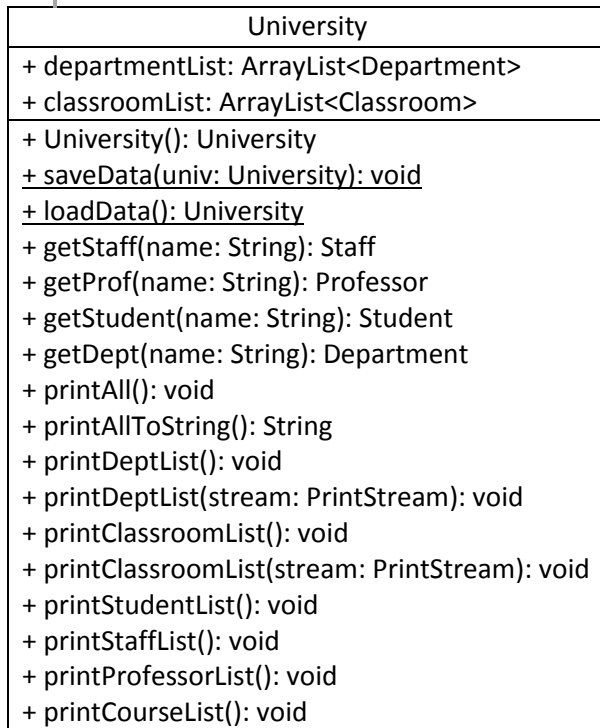 University
+ departmentList: ArrayList<Department>
+ classroomList: ArrayList<Classroom>
+ University(): University
+ saveData(univ: University): void
+ loadData(): University
+ getStaff(name: String): Staff
+ getProf(name: String): Professor
+ getStudent(name: String): Student
+ getDept(name: String): Department
+ printAll(): void
+ printAllToString(): String
+ printDeptList(): void
+ printDeptList(stream: PrintStream): void
+ printClassroomList(): void
+ printClassroomList(stream: PrintStream): void
+ printStudentList(): void
+ printStaffList(): void
+ printProfessorList(): void
+ printCourseList(): void